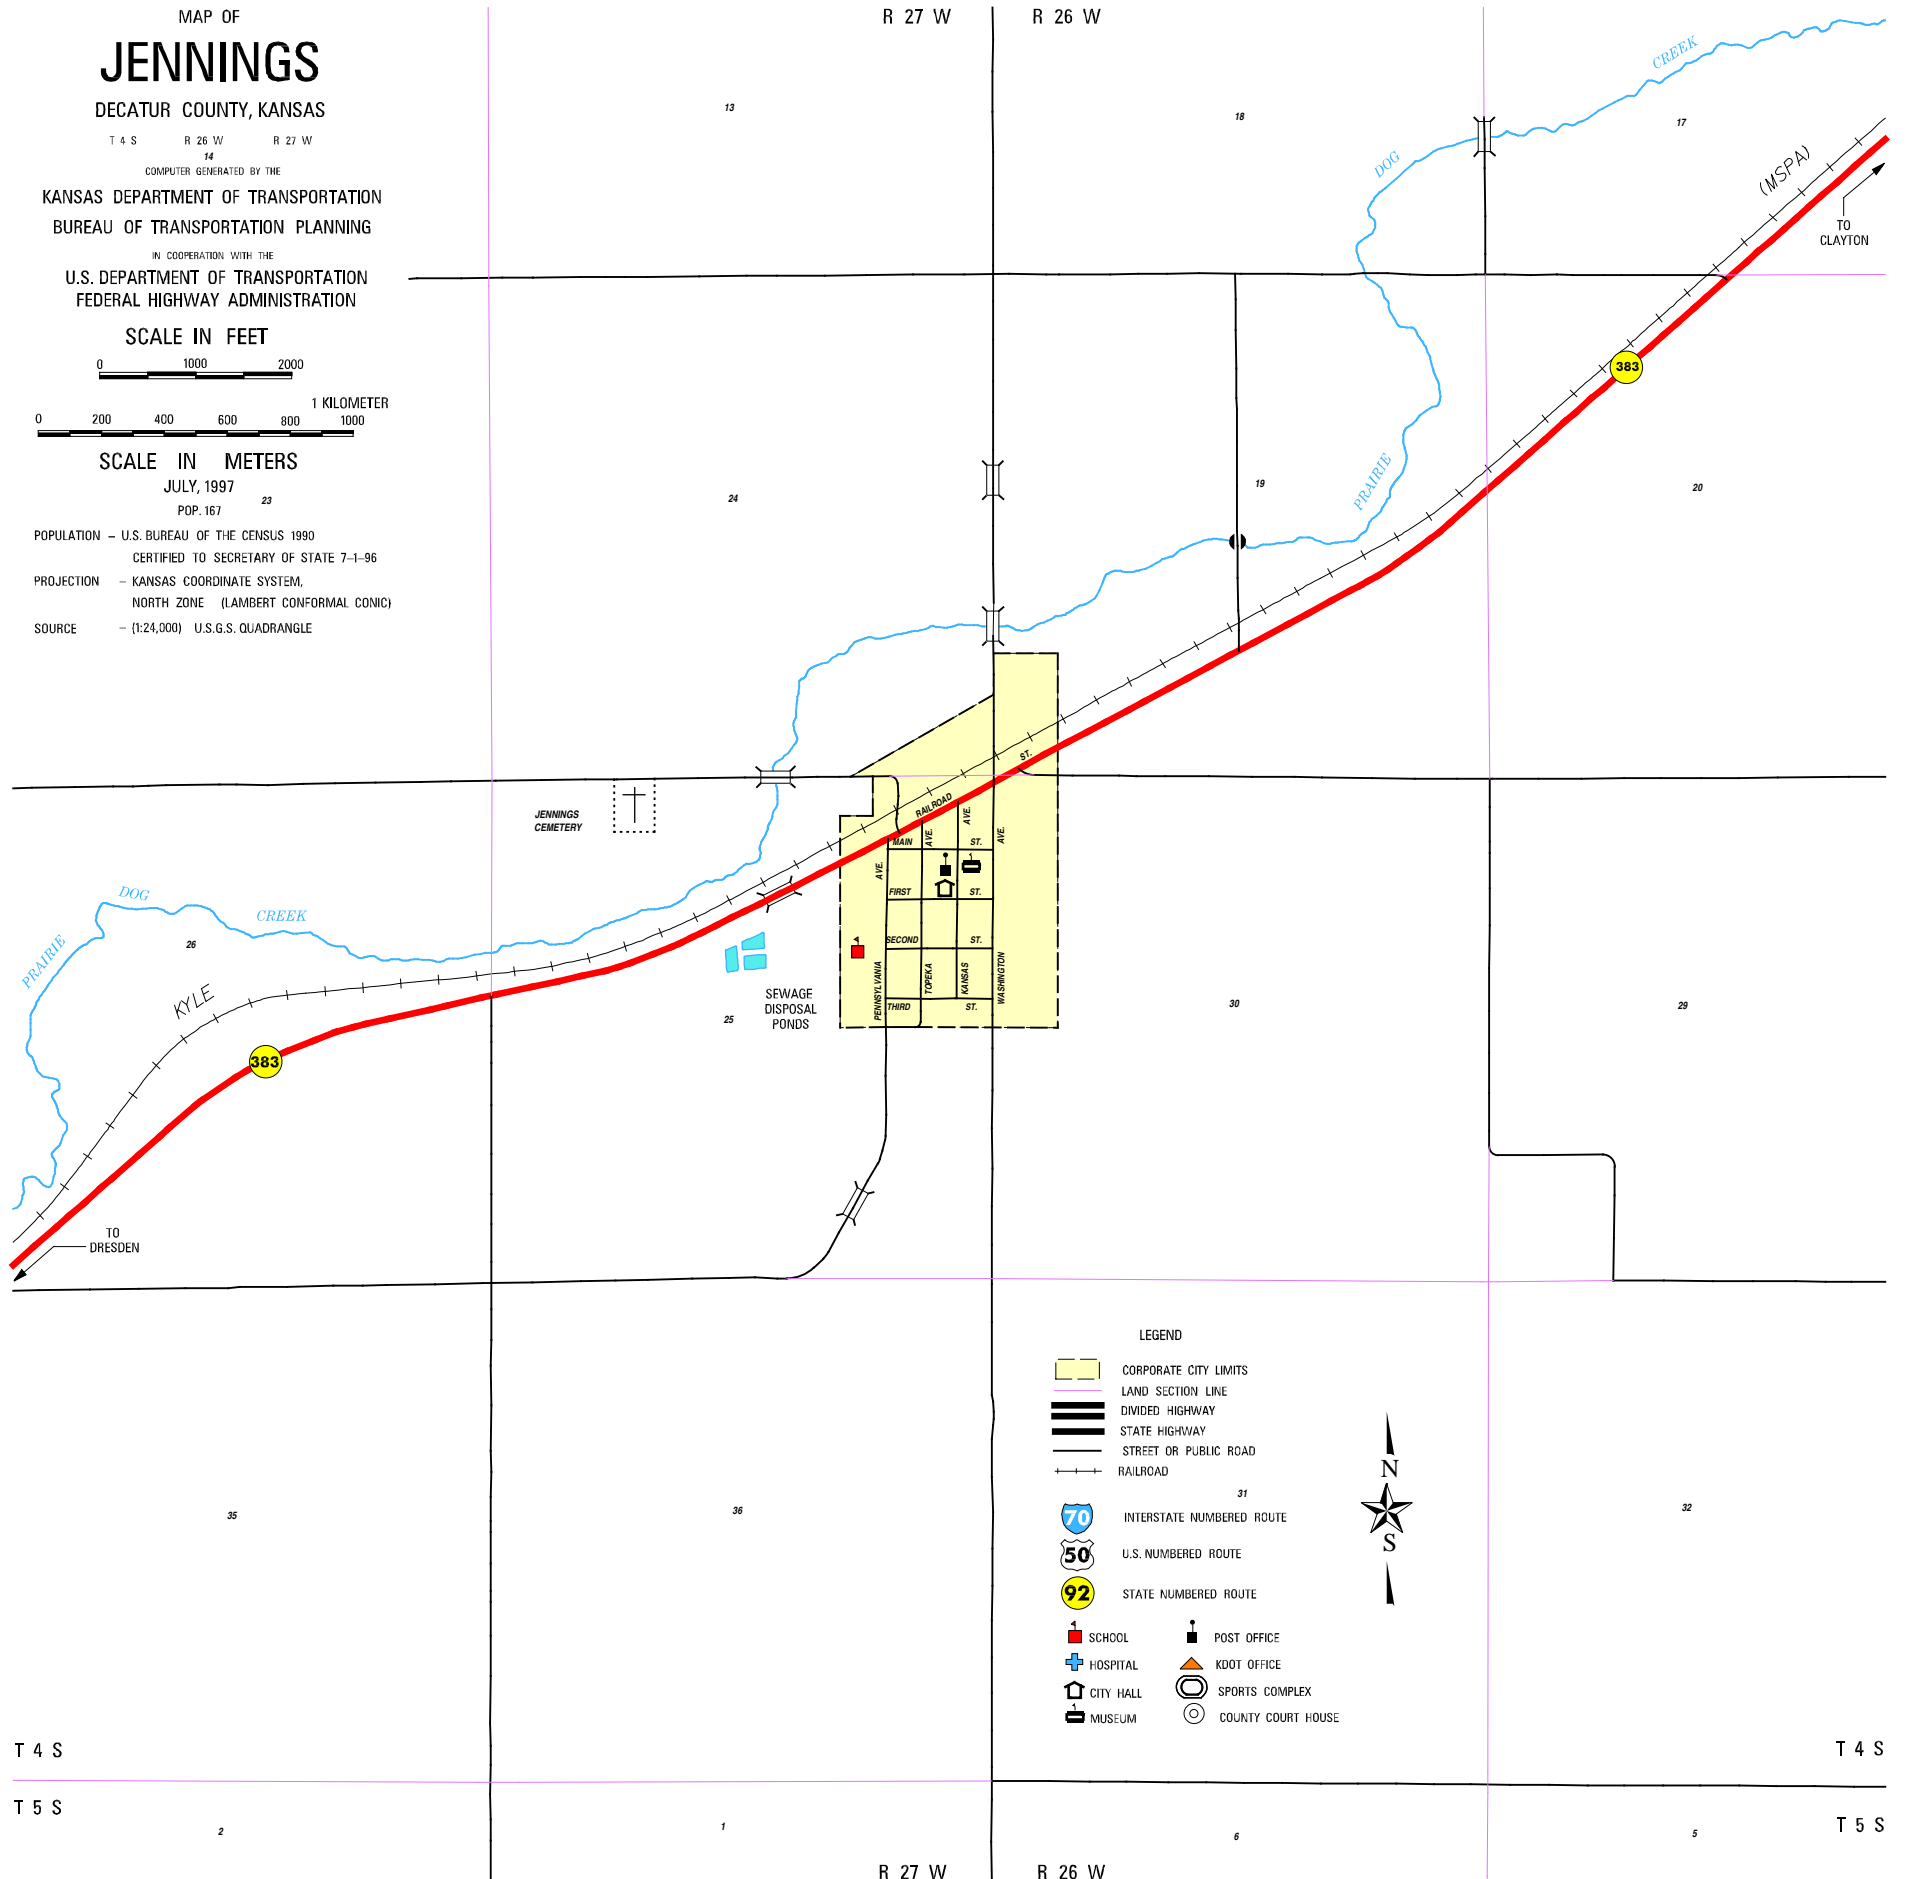 MAP OF
JENNINGS
DECATUR COUNTY, KANSAS
T 4 S R 26 W R 27 W
14
COMPUTER GENERATED BY THE
KANSAS DEPARTMENT OF TRANSPORTATION
BUREAU OF TRANSPORTATION PLANNING
IN COOPERATION WITH THE
U.S. DEPARTMENT OF TRANSPORTATION
FEDERAL HIGHWAY ADMINISTRATION
SCALE IN FEET
0 1000 2000
1 KILOMETER
0 200 400 600 800 1000
SCALE IN METERS
JULY, 1997
23
POP. 167
POPULATION – U.S. BUREAU OF THE CENSUS 1990
CERTIFIED TO SECRETARY OF STATE 7–1–96
PROJECTION – KANSAS COORDINATE SYSTEM,
NORTH ZONE (LAMBERT CONFORMAL CONIC)
SOURCE – (1:24,000) U.S.G.S. QUADRANGLE
R 27 W R 26 W
13
18
17
CREEK
DOG
PRAIRIE
(MSPA)
TO
CLAYTON
383
24
19
20
JENNINGS
CEMETERY
RAILROAD
ST.
MAIN ST.
FIRST ST.
SECOND ST.
THIRD ST.
PENNSYLVANIA AVE.
TOPEKA AVE.
KANSAS AVE.
WASHINGTON AVE.
DOG
CREEK
PRAIRIE
26
KYLE
383
SEWAGE
DISPOSAL
PONDS
25
30
29
TO
DRESDEN
35
36
31
32
LEGEND
CORPORATE CITY LIMITS
LAND SECTION LINE
DIVIDED HIGHWAY
STATE HIGHWAY
STREET OR PUBLIC ROAD
RAILROAD
70 INTERSTATE NUMBERED ROUTE
50 U.S. NUMBERED ROUTE
92 STATE NUMBERED ROUTE
SCHOOL POST OFFICE
HOSPITAL KDOT OFFICE
CITY HALL SPORTS COMPLEX
MUSEUM COUNTY COURT HOUSE
N
S
T 4 S T 4 S
T 5 S T 5 S
2
1
6
5
R 27 W R 26 W